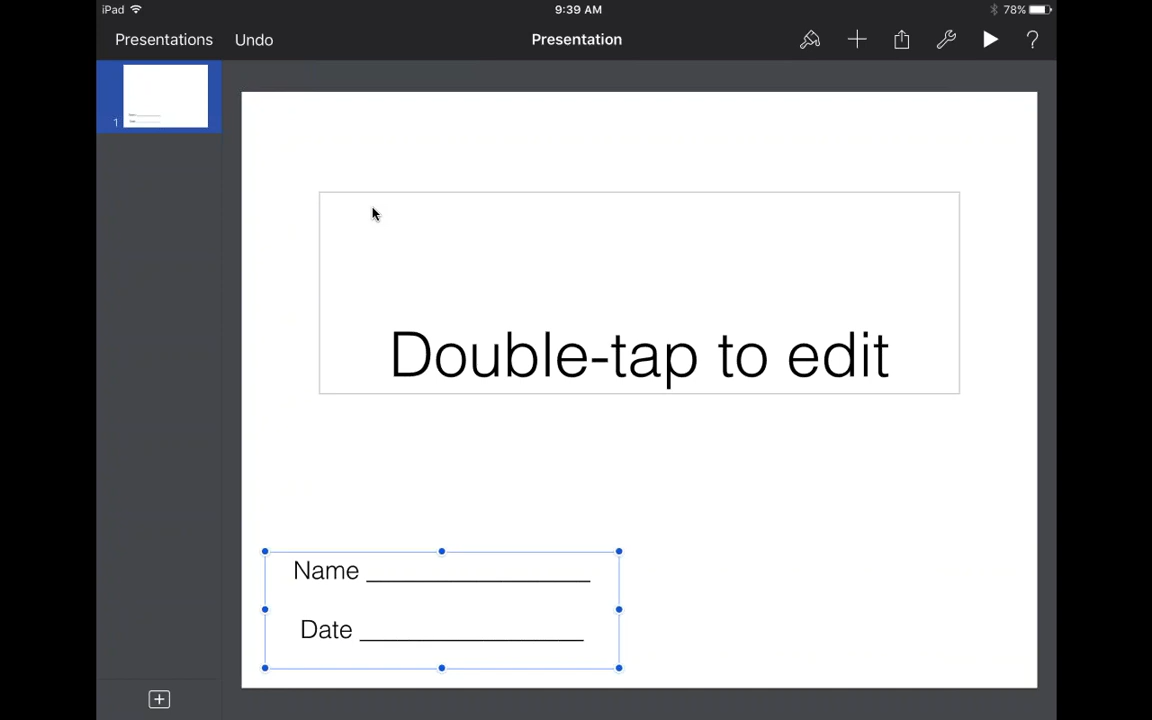 iPad 9:39 AM 78%
Presentations Undo Presentation ?
1
Double-tap to edit
Name ________________
Date ________________